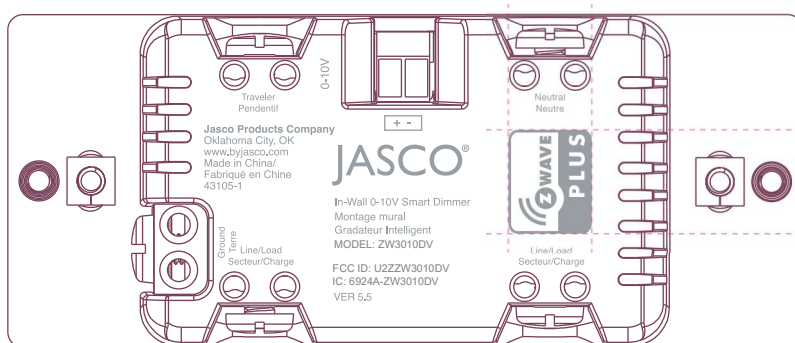 0-10V
Traveler
Pendentif
Neutral
Neutre
+ -
Jasco Products Company
Oklahoma City, OK
www.byjasco.com
Made in China/
Fabriqué en Chine
43105-1
JASCO®
Z WAVE
PLUS
In-Wall 0-10V Smart Dimmer
Montage mural
Gradateur Intelligent
MODEL: ZW3010DV
FCC ID: U2ZZW3010DV
IC: 6924A-ZW3010DV
VER 5.5
Ground
Terre
Line/Load
Secteur/Charge
Line/Load
Secteur/Charge